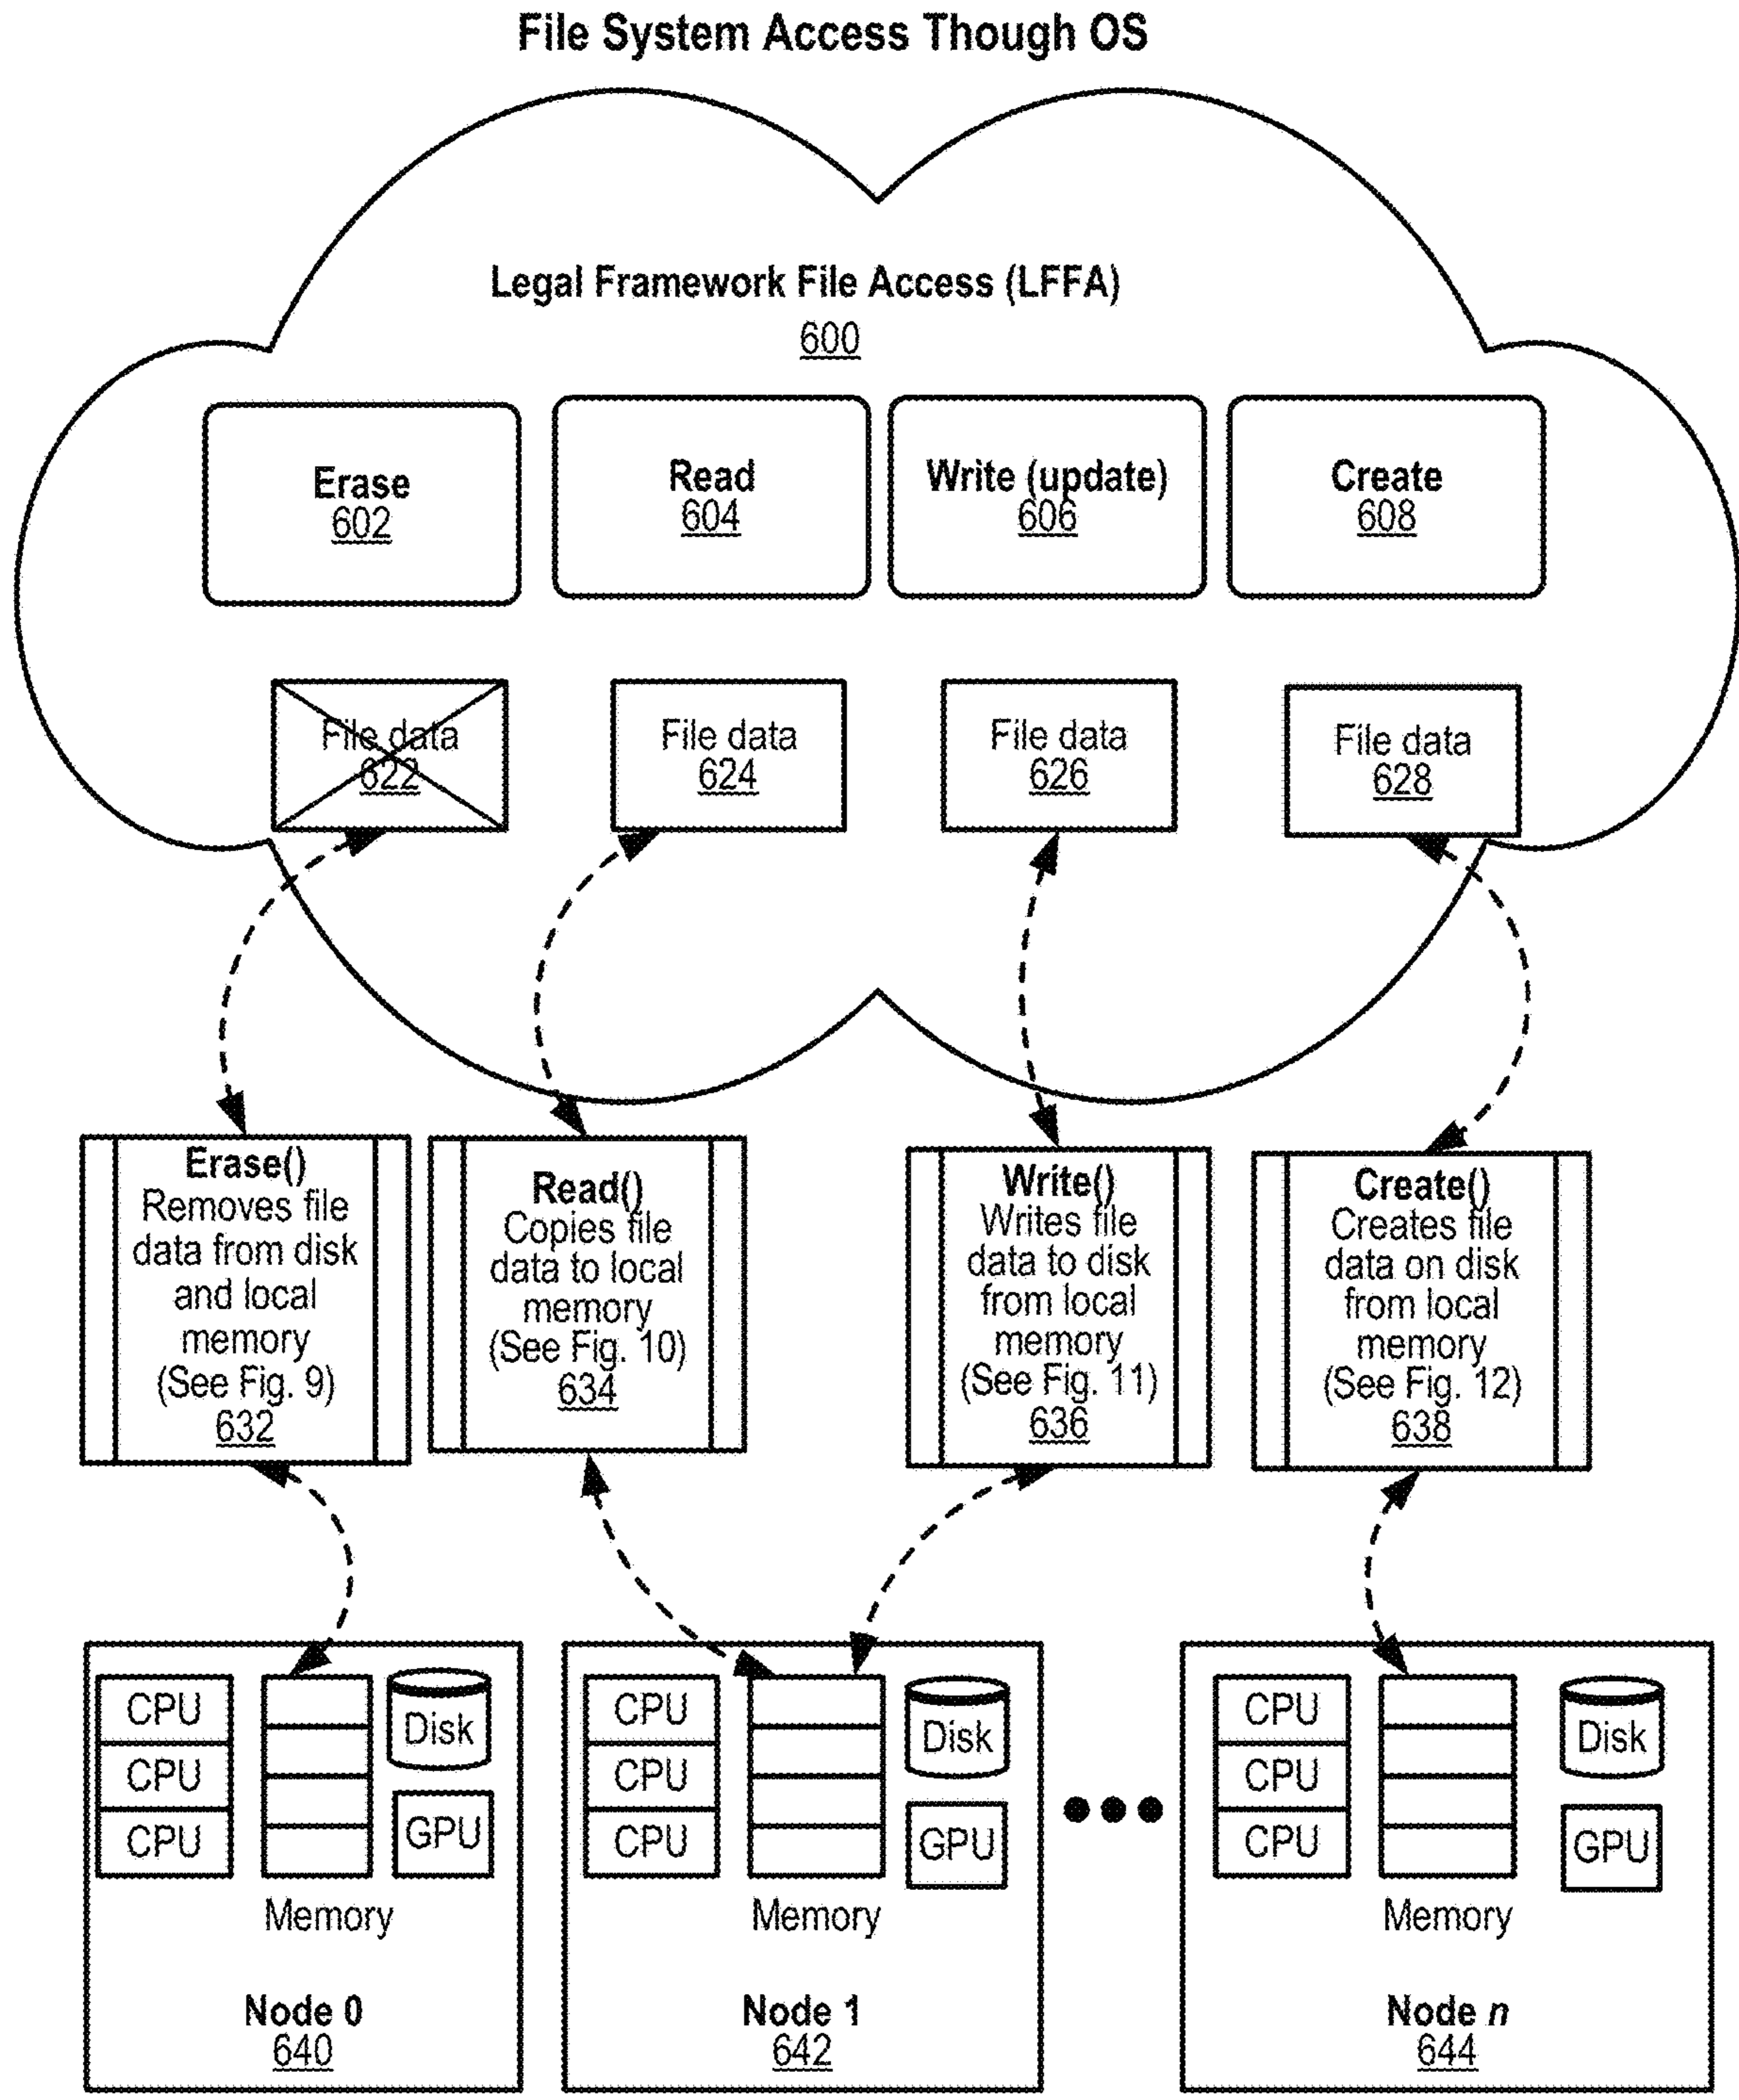 File System Access Though OS
Legal Framework File Access (LFFA)
600
Erase
602
Read
604
Write (update)
606
Create
608
File data
622
File data
624
File data
626
File data
628
Erase()
Removes file
data from disk
and local
memory
(See Fig. 9)
632
Read()
Copies file
data to local
memory
(See Fig. 10)
634
Write()
Writes file
data to disk
from local
memory
(See Fig. 11)
636
Create()
Creates file
data on disk
from local
memory
(See Fig. 12)
638
CPU
CPU
CPU
Memory
Disk
GPU
Node 0
640
CPU
CPU
CPU
Memory
Disk
GPU
Node 1
642
CPU
CPU
CPU
Memory
Disk
GPU
Node n
644